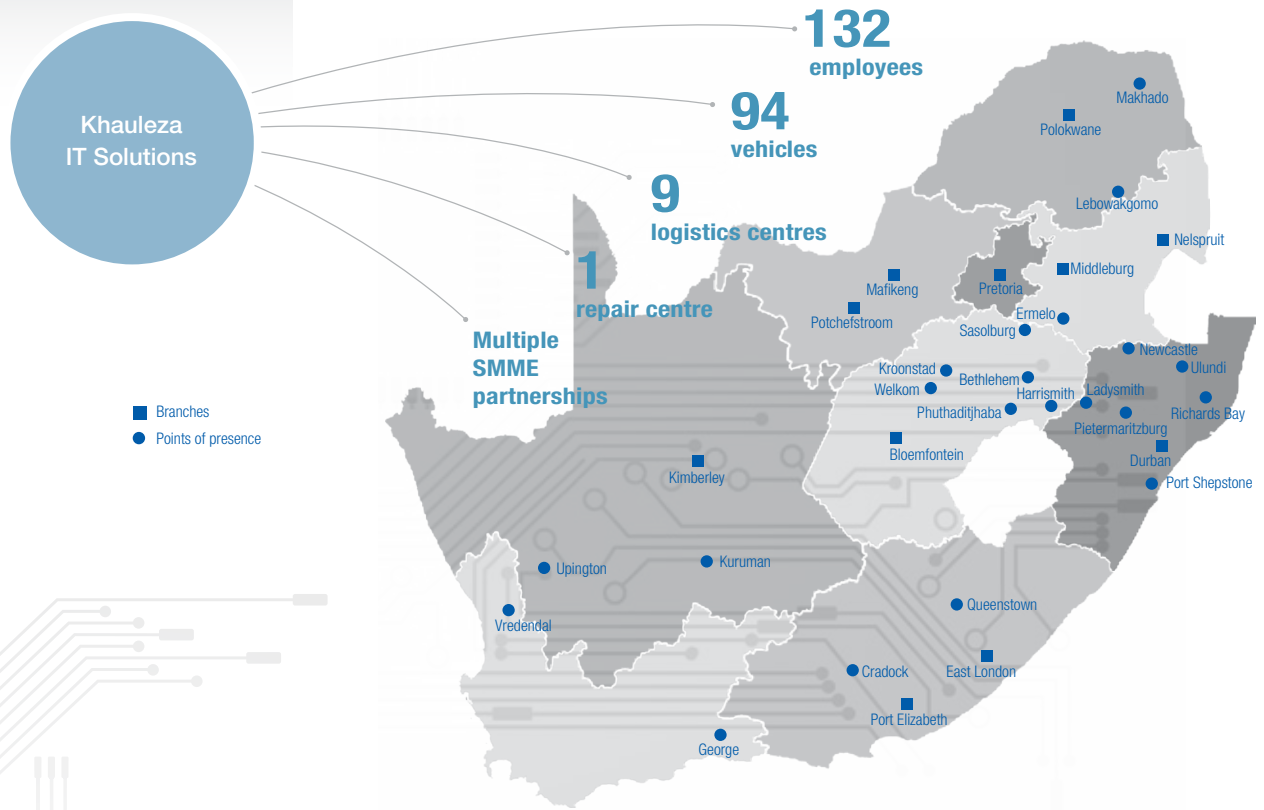 Khauleza
IT Solutions
132
employees
94
vehicles
9
logistics centres
1
repair centre
Multiple
SMME
partnerships
Branches
Points of presence
Makhado
Polokwane
Lebowakgomo
Nelspruit
Middleburg
Mafikeng
Pretoria
Potchefstroom
Ermelo
Sasolburg
Newcastle
Kroonstad
Ulundi
Bethlehem
Welkom
Harrismith
Ladysmith
Phuthaditjhaba
Richards Bay
Pietermaritzburg
Bloemfontein
Durban
Kimberley
Port Shepstone
Kuruman
Upington
Queenstown
Vredendal
Cradock
East London
Port Elizabeth
George